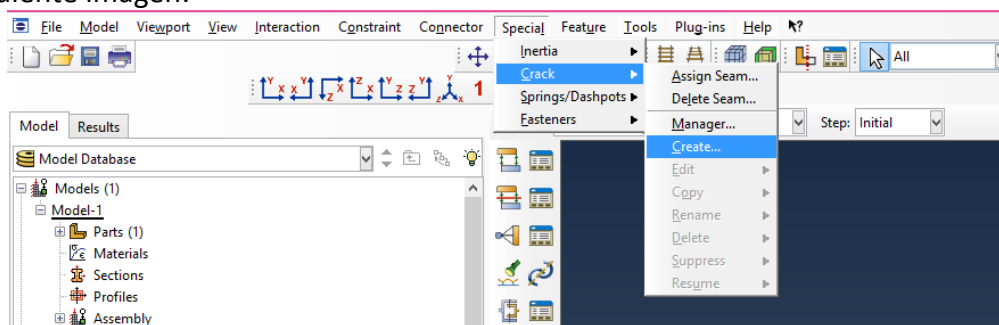 File Model Viewport View Interaction Constraint Connector Special Feature Tools Plug-ins Help
All
Inertia
Crack
Springs/Dashpots
Fasteners
Assign Seam...
Delete Seam...
Manager...
Create...
Edit
Copy
Rename
Delete
Suppress
Resume
1
Step: Initial
Model Results
Model Database
Models (1)
Model-1
Parts (1)
Materials
Sections
Profiles
Assembly